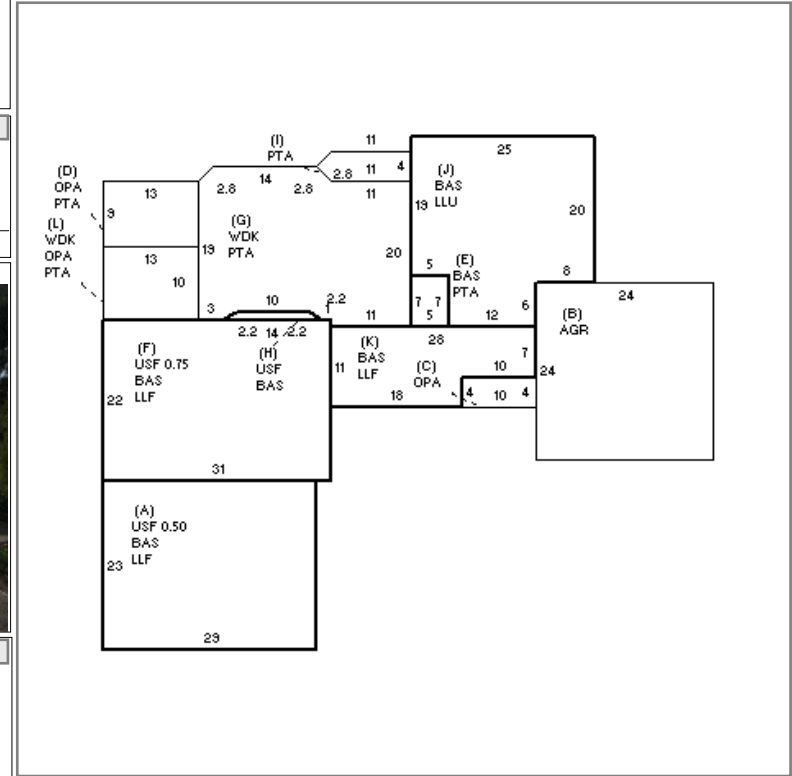 11
25
(I)
PTA
14
2.8
2.8
2.8
11
4
11
(D)
OPA
PTA
13
9
(J)
BAS
LLU
19
20
(L)
WDK
OPA
PTA
13
10
19
(G)
WDK
PTA
20
(E)
BAS
PTA
5
7
7
5
8
24
3
10
1
2.2
11
12
6
2.2
14
2.2
(H)
USF
BAS
28
(B)
AGR
(F)
USF 0.75
BAS
LLF
22
11
(K)
BAS
LLF
(C)
OPA
7
10
24
18
4
10
4
31
(A)
USF 0.50
BAS
LLF
23
29